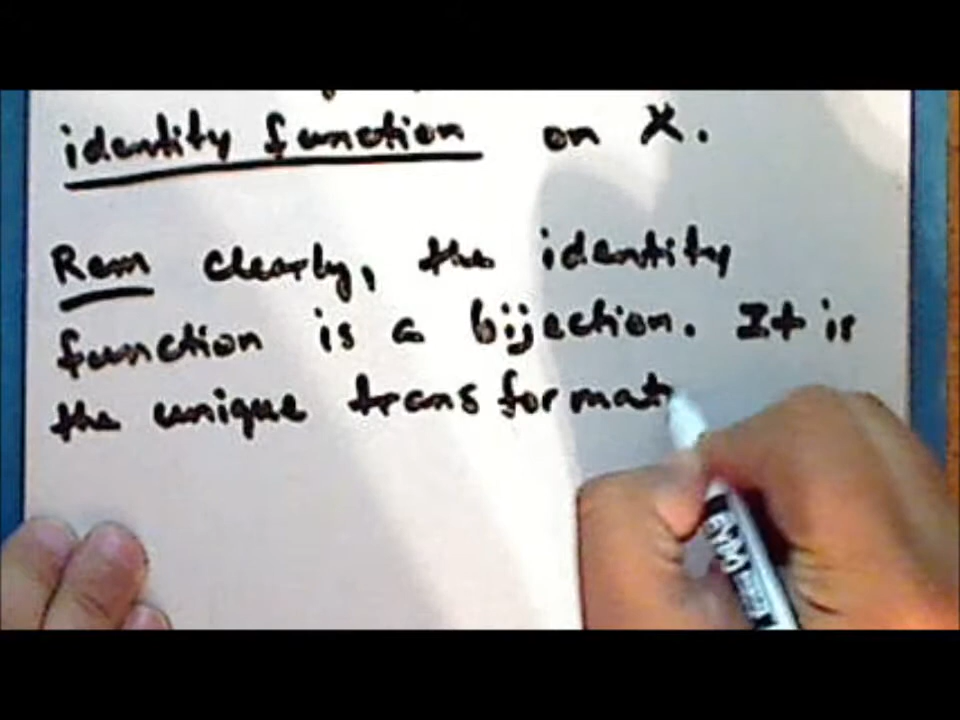 identity function on X.
Rem Clearly, the identity
function is a bijection. It is
the unique transformat